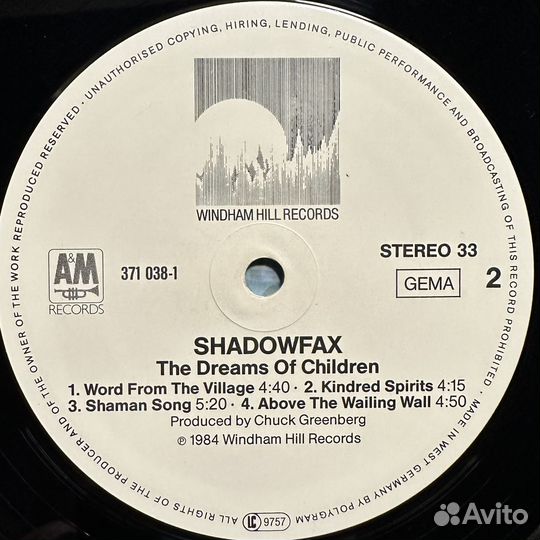 ALL RIGHTS OF THE PRODUCER AND OF THE OWNER OF THE WORK REPRODUCED RESERVED · UNAUTHORISED COPYING, HIRING, LENDING, PUBLIC PERFORMANCE AND BROADCASTING OF THIS RECORD PROHIBITED · MADE IN WEST GERMANY BY POLYGRAM
WINDHAM HILL RECORDS
A&M
RECORDS
371 038-1
STEREO 33
GEMA
2
SHADOWFAX
The Dreams Of Children
1. Word From The Village 4:40 · 2. Kindred Spirits 4:15
3. Shaman Song 5:20 · 4. Above The Wailing Wall 4:50
Produced by Chuck Greenberg
℗ 1984 Windham Hill Records
LC 9757
Avito